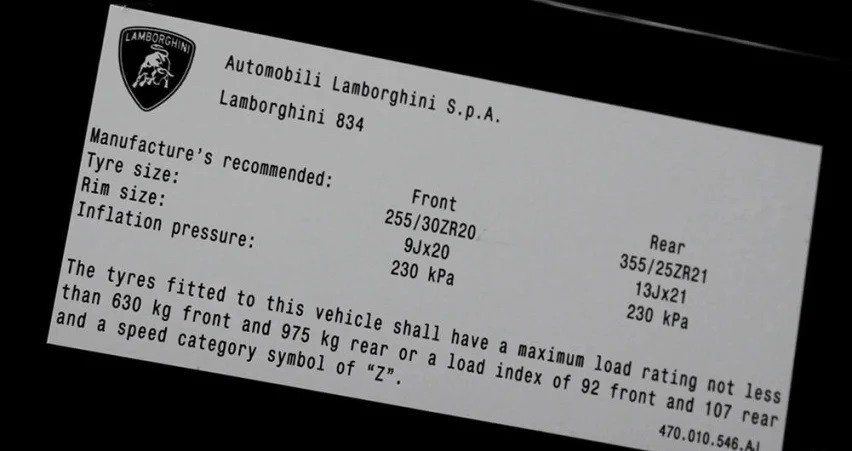 LAMBORGHINI
Automobili Lamborghini S.p.A.
Lamborghini 834
Manufacture's recommended:
Front Rear
Tyre size: 255/30ZR20 355/25ZR21
Rim size: 9Jx20 13Jx21
Inflation pressure: 230 kPa 230 kPa
The tyres fitted to this vehicle shall have a maximum load rating not less
than 630 kg front and 975 kg rear or a load index of 92 front and 107 rear
and a speed category symbol of “Z”.
470.010.546.A